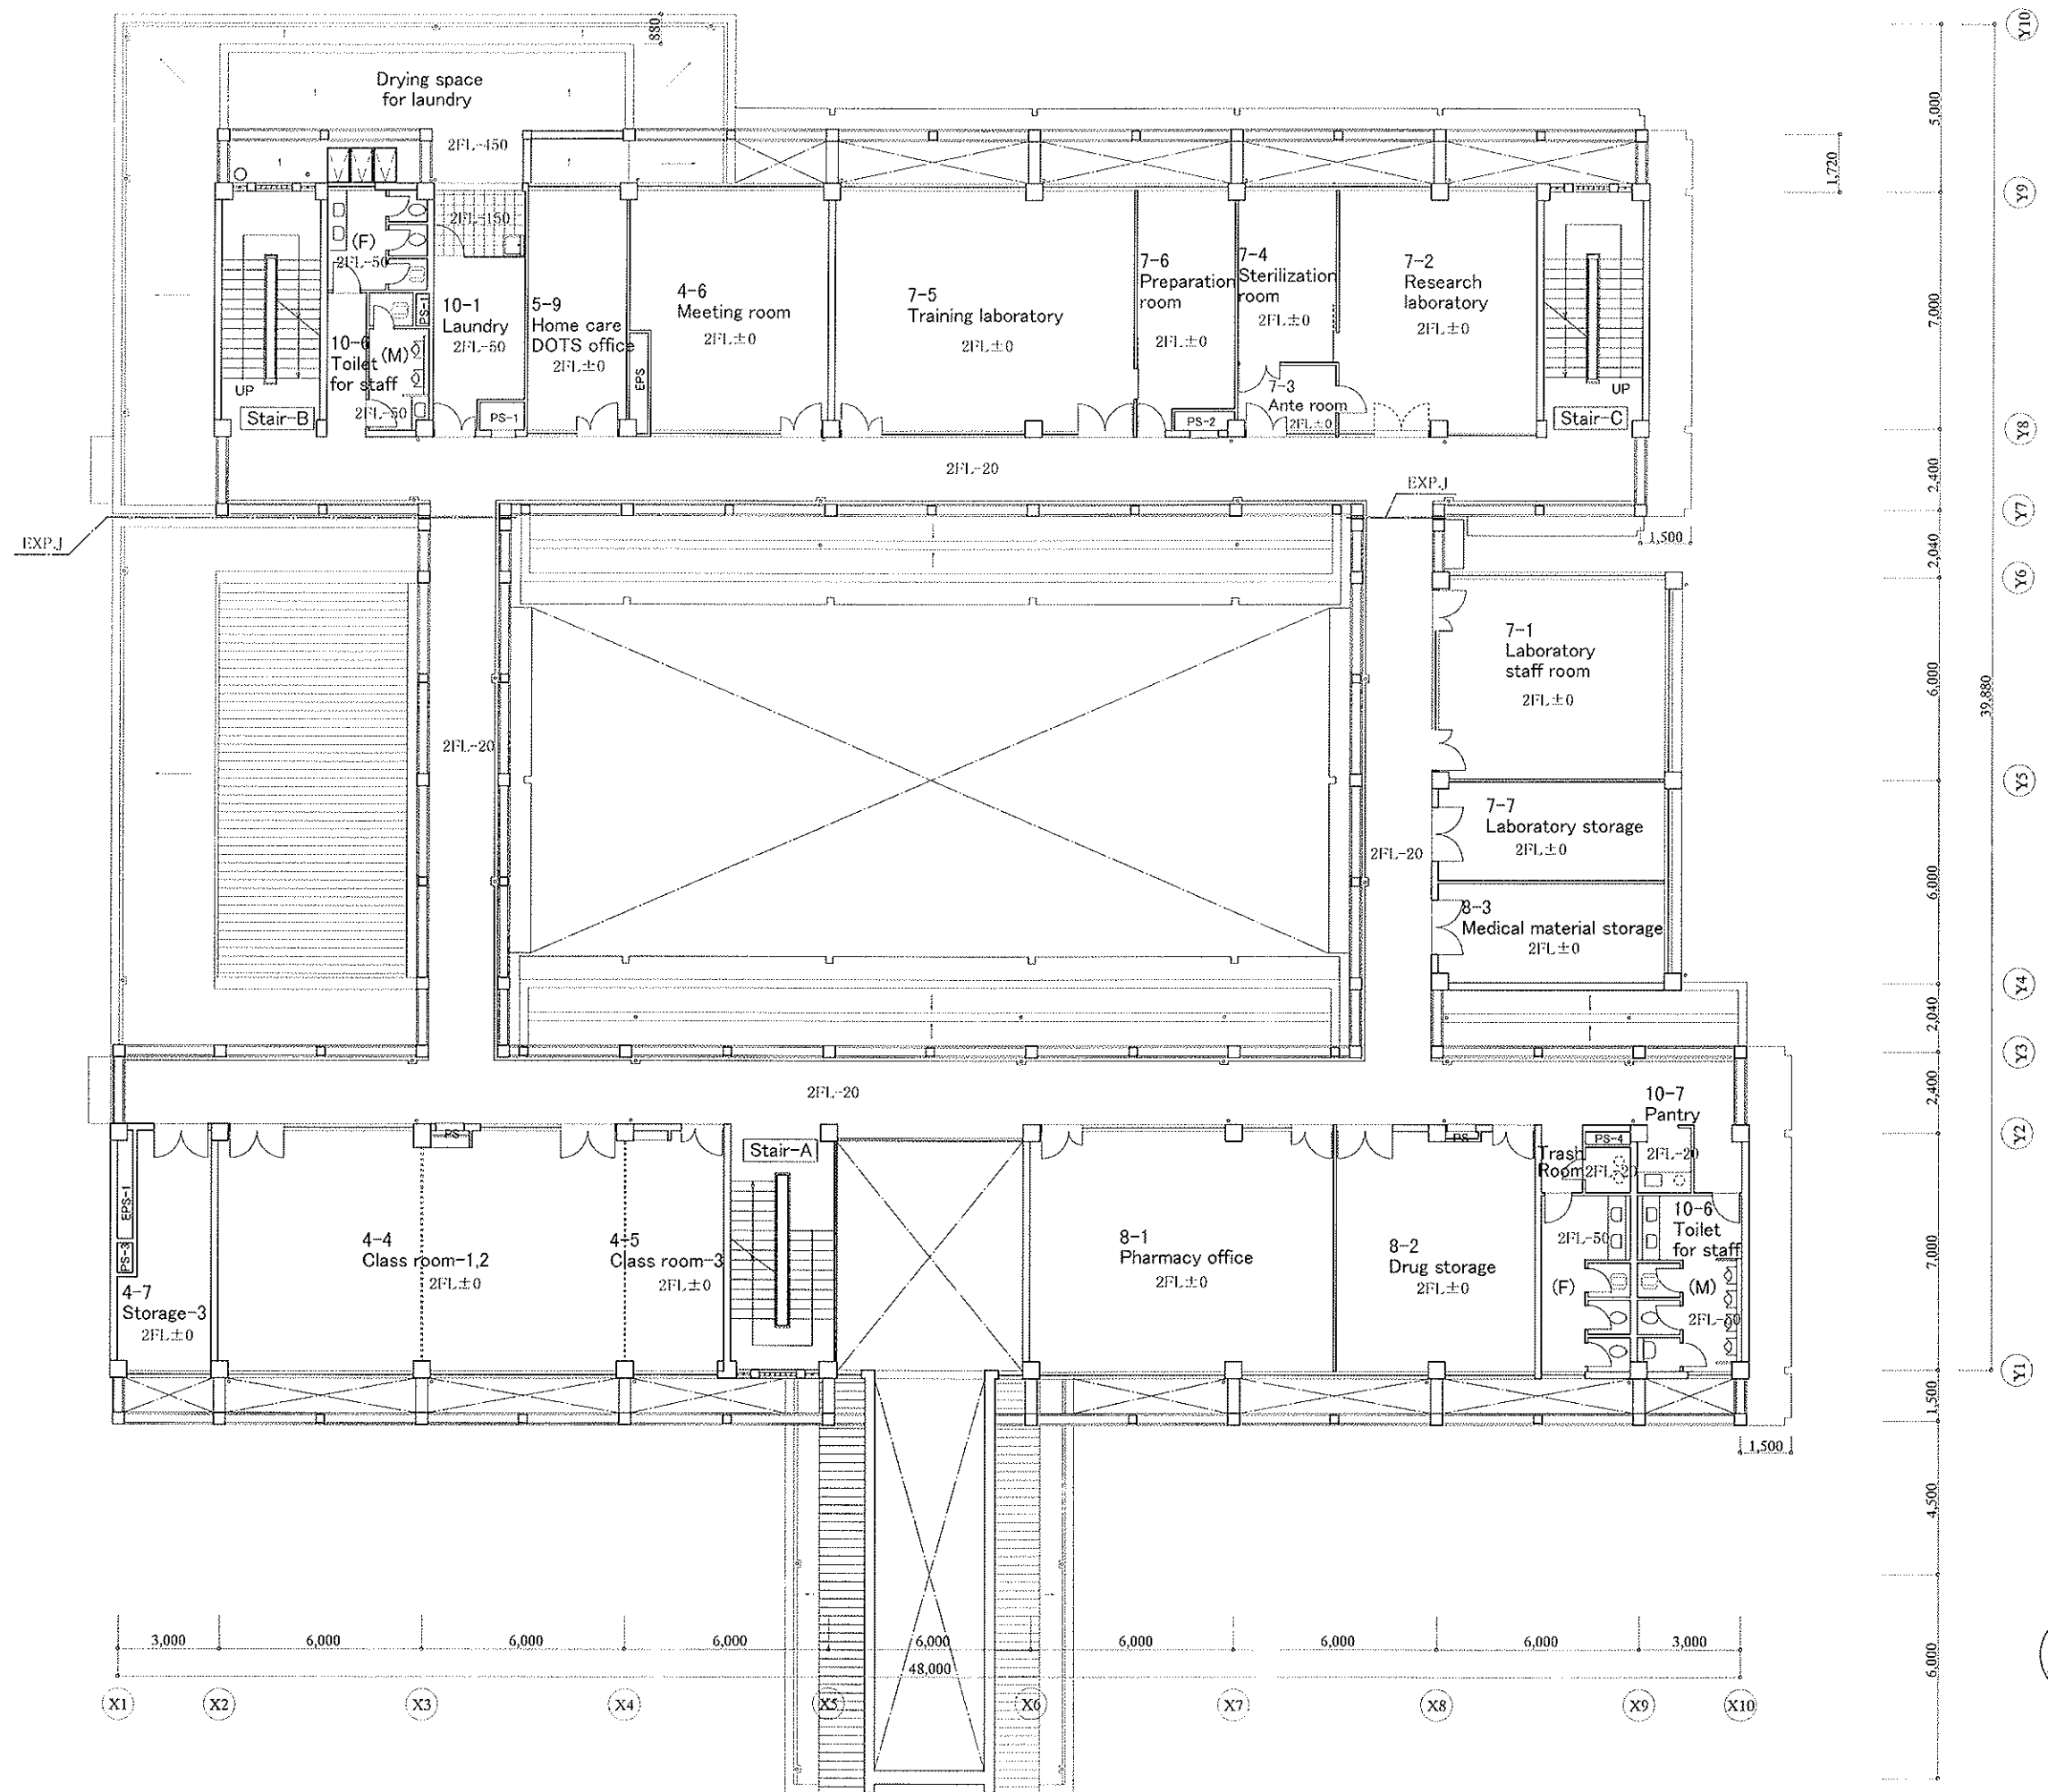 Y10
880
Drying space
for laundry
5,000
2FL-450
1,720
Y9
2FL-150
(F)
2FL-50
7-6
Preparation
room
2FL±0
7-4
Sterilization
room
2FL±0
7-2
Research
laboratory
2FL±0
10-1
Laundry
2FL-50
5-9
Home care
DOTS office
2FL±0
4-6
Meeting room
2FL±0
7-5
Training laboratory
2FL±0
7,000
PS-1
10-6
Toilet
for staff
(M)
2FL-50
EPS
UP
Stair-B
PS-1
7-3
Ante room
2FL±0
PS-2
UP
Stair-C
Y8
2FL-20
2,400
EXP.J
Y7
EXP.J
1,500
2,040
Y6
7-1
Laboratory
staff room
2FL±0
6,000
39,880
2FL-20
Y5
7-7
Laboratory storage
2FL±0
2FL-20
6,000
8-3
Medical material storage
2FL±0
Y4
2,040
Y3
2FL-20
2,400
10-7
Pantry
2FL-20
Y2
PS
Stair-A
PS
PS-4
Trash
Room
2FL-20
EPS-1
PS-3
4-7
Storage-3
2FL±0
4-4
Class room-1,2
2FL±0
4-5
Class room-3
2FL±0
8-1
Pharmacy office
2FL±0
8-2
Drug storage
2FL±0
2FL-50
(F)
10-6
Toilet
for staff
(M)
2FL-50
7,000
Y1
1,500
1,500
4,500
3,000
6,000
6,000
6,000
6,000
6,000
6,000
6,000
3,000
48,000
6,000
X1
X2
X3
X4
X5
X6
X7
X8
X9
X10